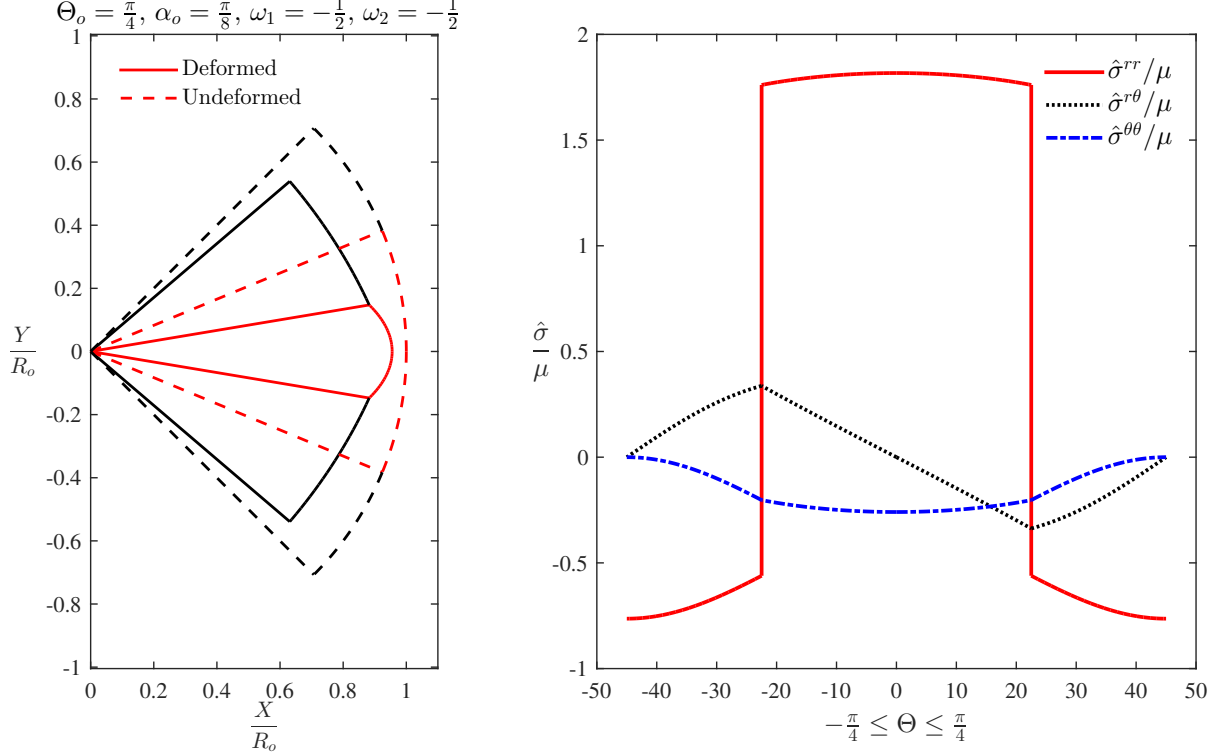 Θ_o = π/4, α_o = π/8, ω_1 = −1/2, ω_2 = −1/2
1
0.8
0.6
0.4
0.2
0
-0.2
-0.4
-0.6
-0.8
-1
Y/R_o
Deformed
Undeformed
0 0.2 0.4 0.6 0.8 1
X/R_o
2
1.5
1
0.5
0
-0.5
-1
σ̂/μ
σ̂^{rr}/μ
σ̂^{rθ}/μ
σ̂^{θθ}/μ
-50 -40 -30 -20 -10 0 10 20 30 40 50
−π/4 ≤ Θ ≤ π/4